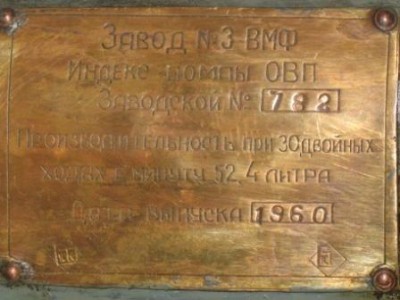 Завод №3 ВМФ
Индекс помпы ОВП
Заводской № 782
Производительность при 30 двойных
ходах в минуту 52,4 литра
Дата выпуска 1960